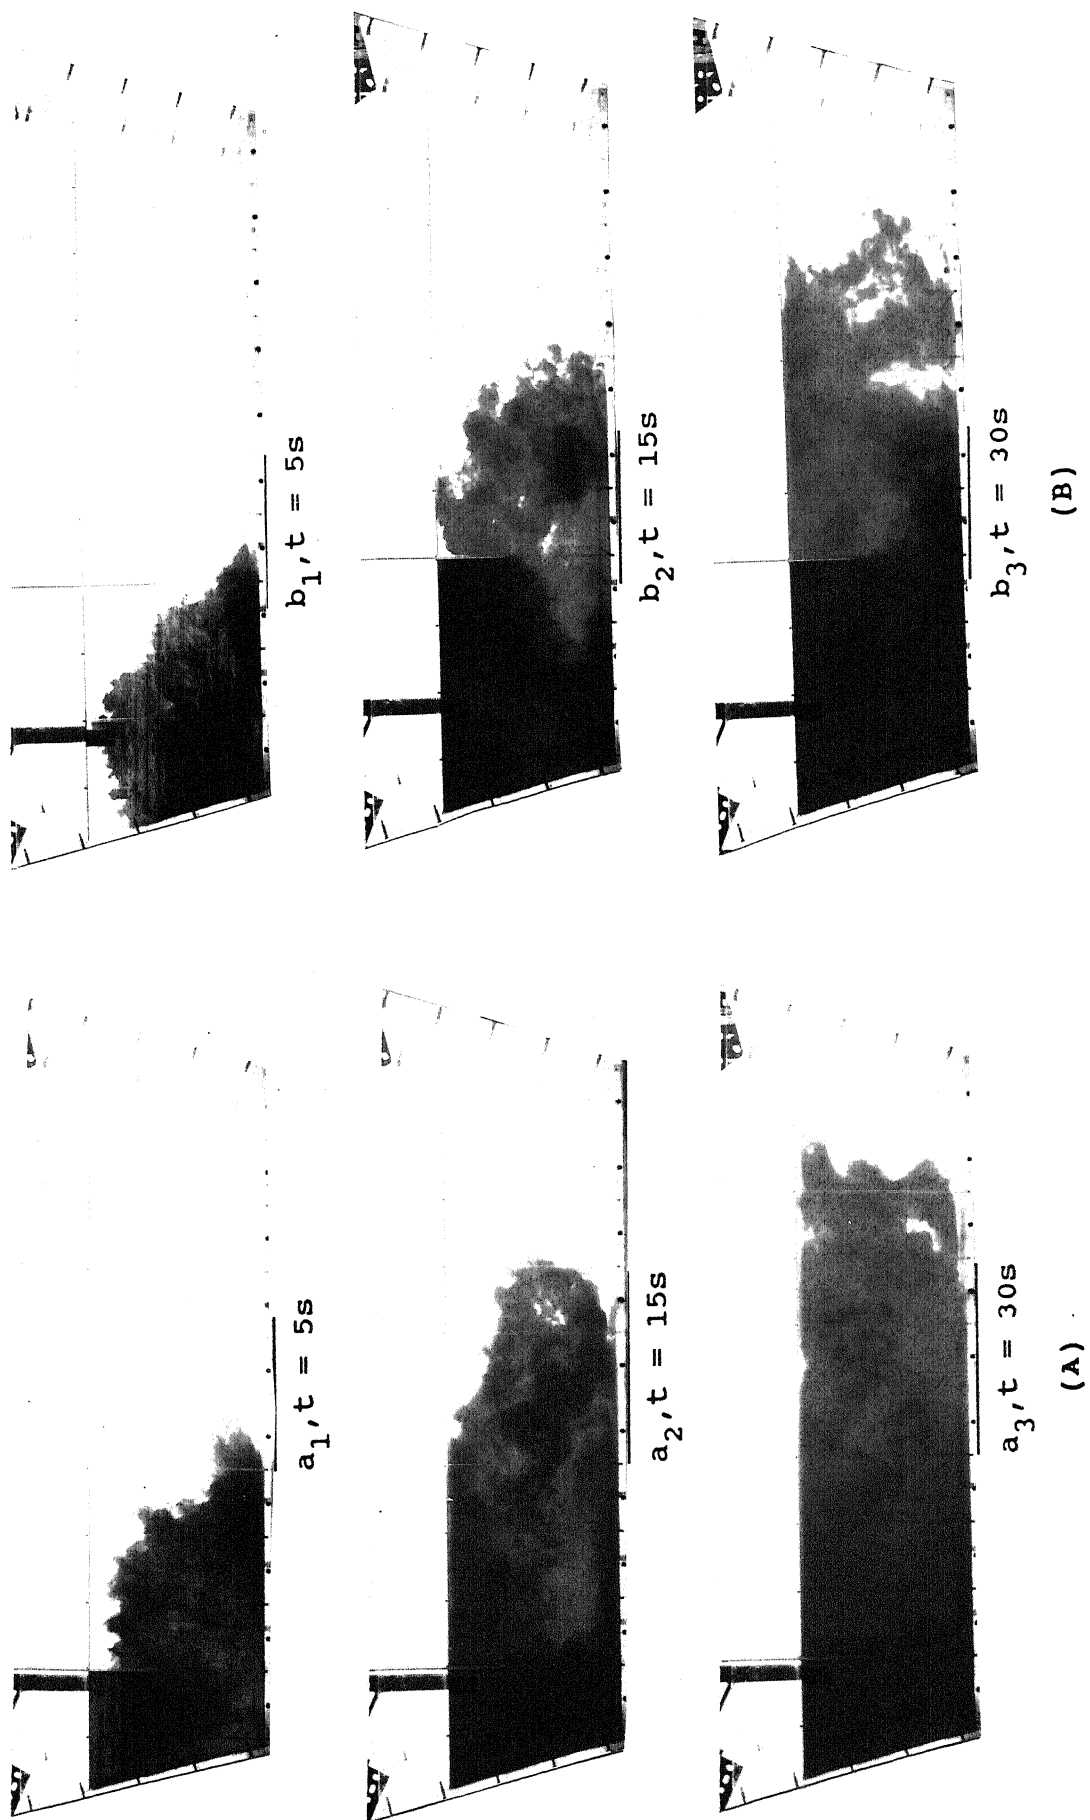 a1, t = 5s
a2, t = 15s
a3, t = 30s
(A)
b1, t = 5s
b2, t = 15s
b3, t = 30s
(B)